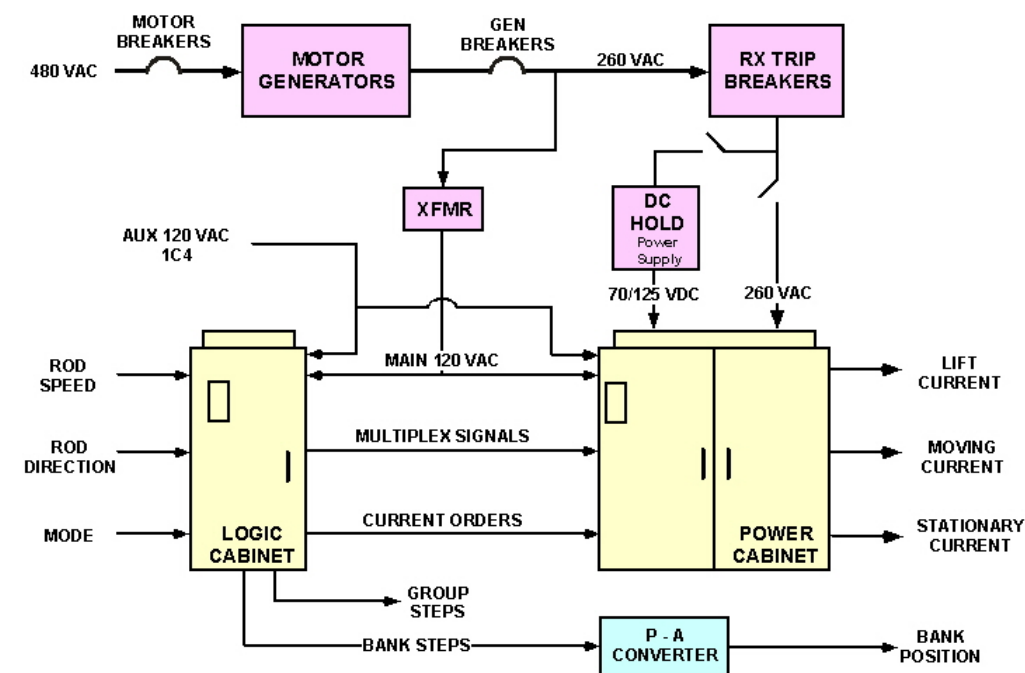 MOTOR
BREAKERS
GEN
BREAKERS
480 VAC
MOTOR
GENERATORS
260 VAC
RX TRIP
BREAKERS
XFMR
DC
HOLD
Power
Supply
AUX 120 VAC
1C4
70/125 VDC
260 VAC
MAIN 120 VAC
ROD
SPEED
LIFT
CURRENT
MULTIPLEX SIGNALS
ROD
DIRECTION
MOVING
CURRENT
CURRENT ORDERS
MODE
LOGIC
CABINET
POWER
CABINET
STATIONARY
CURRENT
GROUP
STEPS
BANK STEPS
P - A
CONVERTER
BANK
POSITION